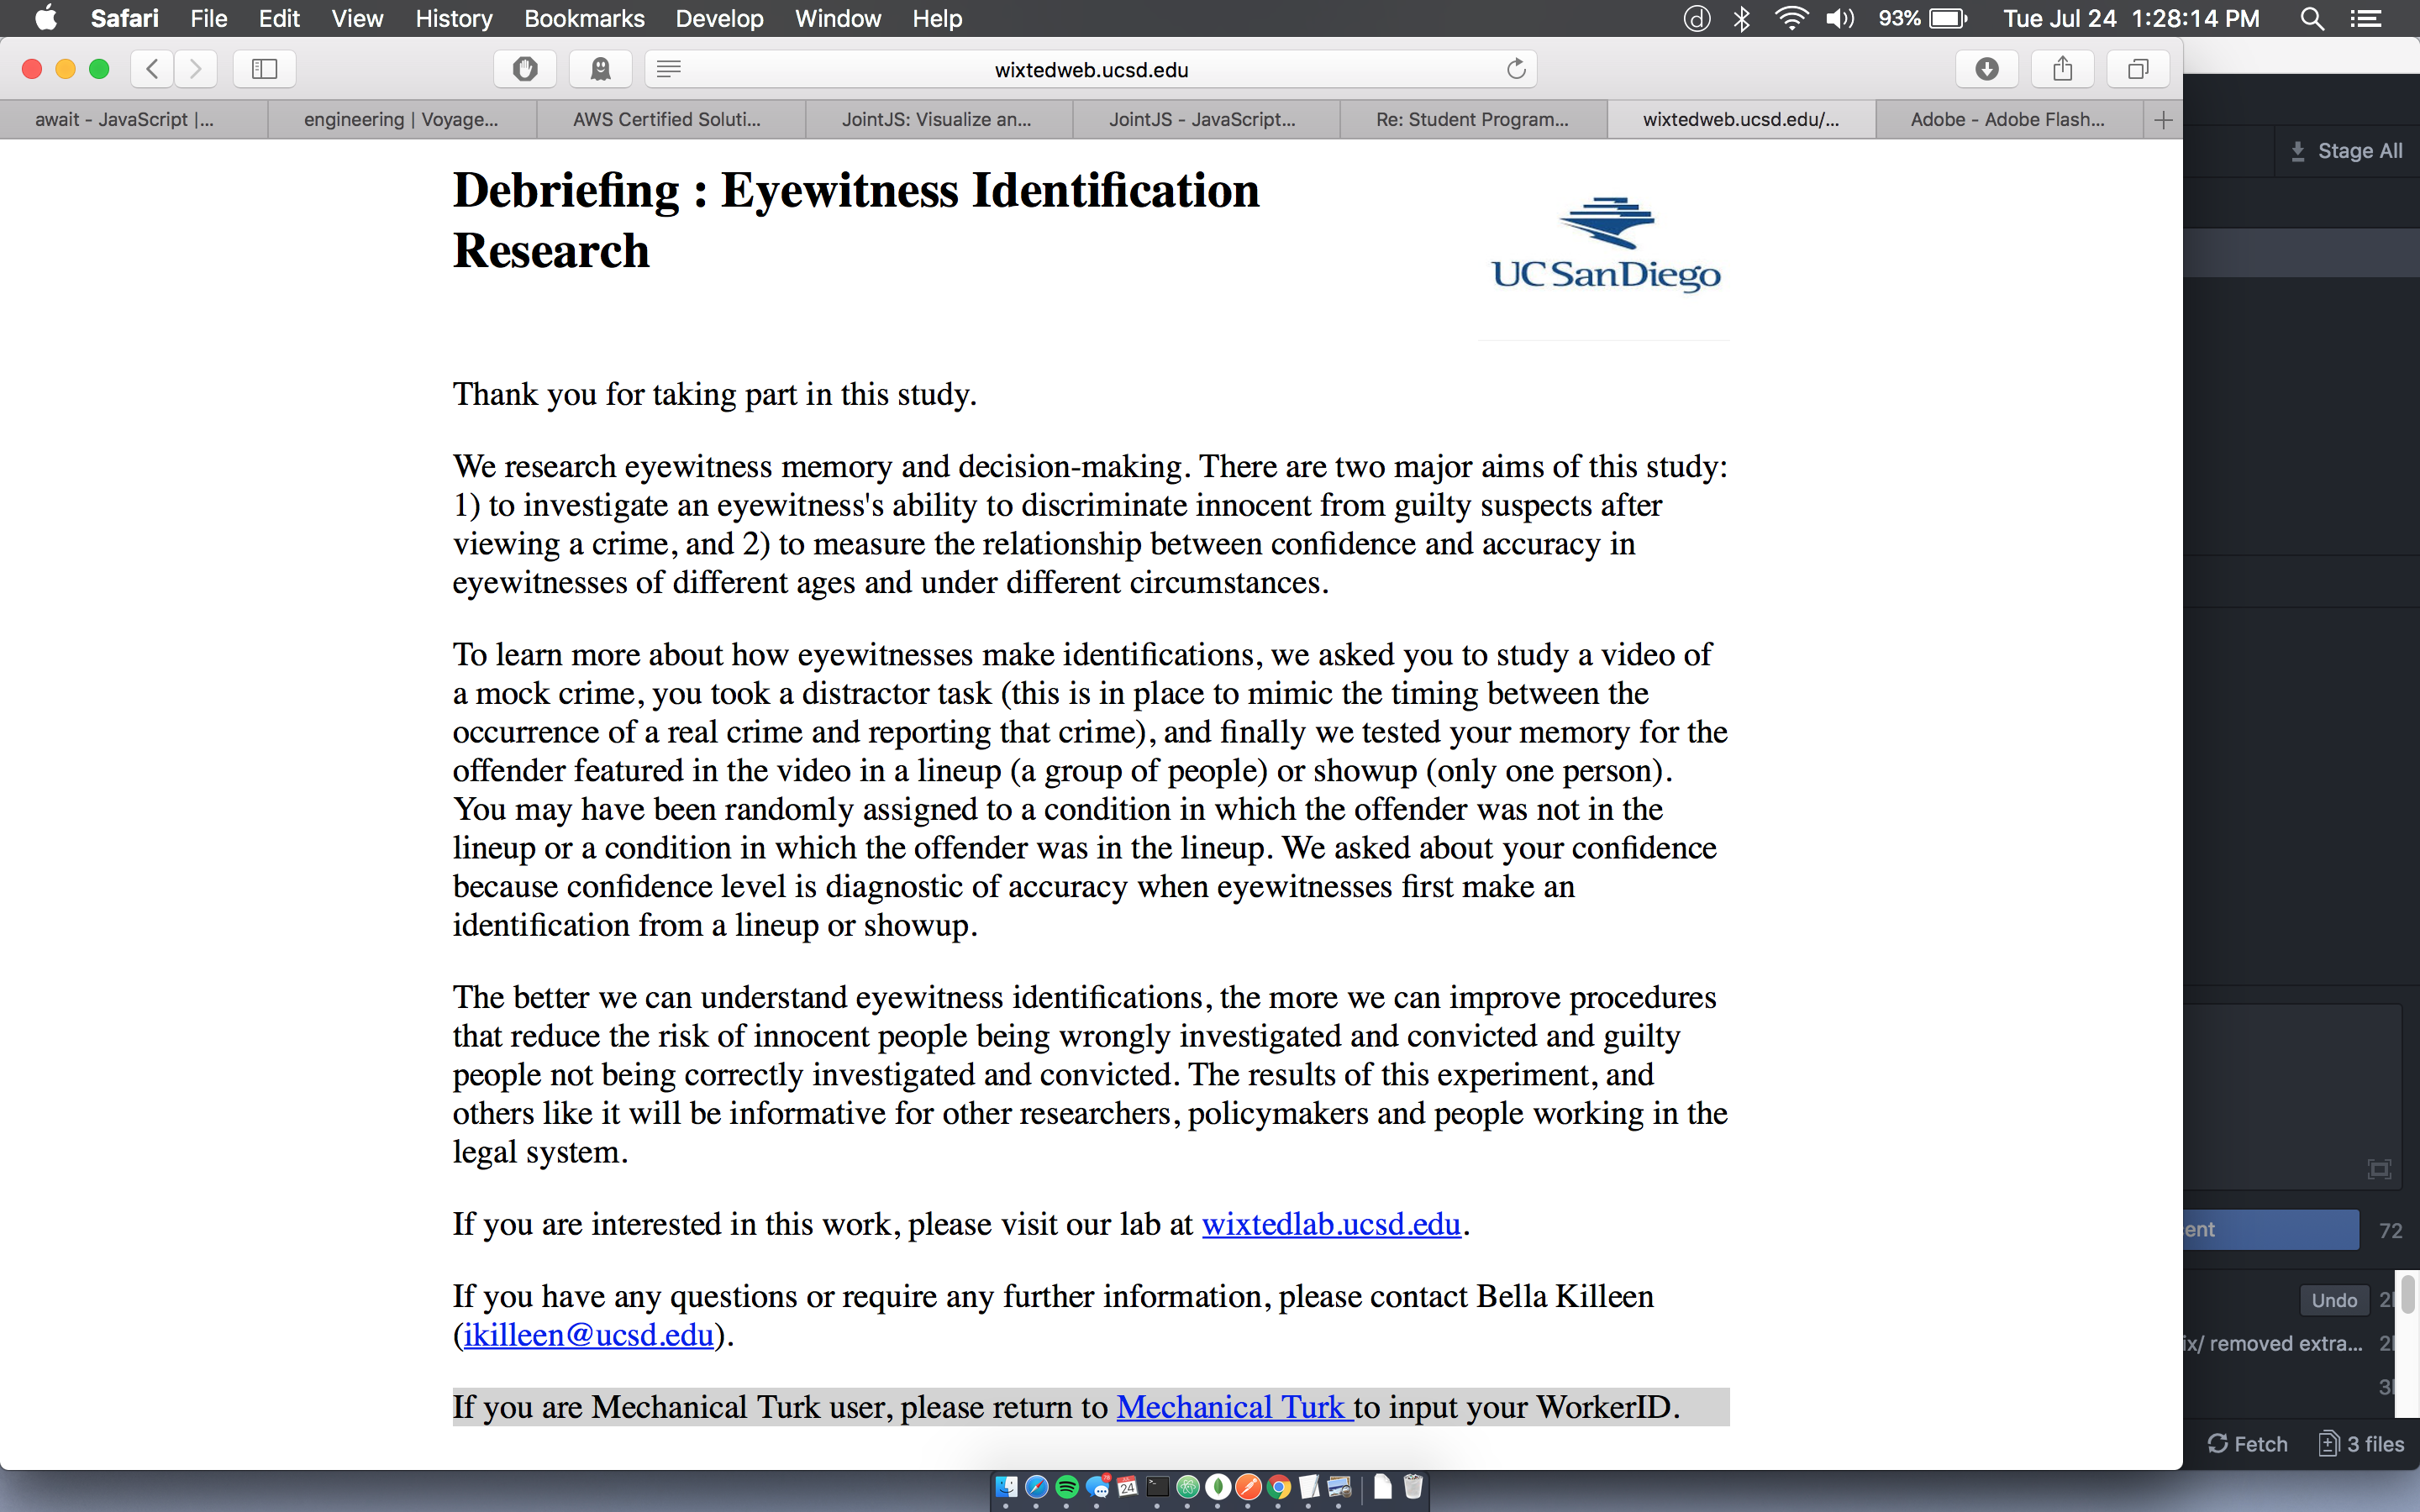 Safari File Edit View History Bookmarks Develop Window Help 93% Tue Jul 24 1:28:14 PM
wixtedweb.ucsd.edu
await - JavaScript |... engineering | Voyage... AWS Certified Soluti... JointJS: Visualize an... JointJS - JavaScript... Re: Student Program... wixtedweb.ucsd.edu/... Adobe - Adobe Flash...
Stage All
Debriefing : Eyewitness Identification
Research
UC San Diego
Thank you for taking part in this study.
We research eyewitness memory and decision-making. There are two major aims of this study:
1) to investigate an eyewitness's ability to discriminate innocent from guilty suspects after
viewing a crime, and 2) to measure the relationship between confidence and accuracy in
eyewitnesses of different ages and under different circumstances.
To learn more about how eyewitnesses make identifications, we asked you to study a video of
a mock crime, you took a distractor task (this is in place to mimic the timing between the
occurrence of a real crime and reporting that crime), and finally we tested your memory for the
offender featured in the video in a lineup (a group of people) or showup (only one person).
You may have been randomly assigned to a condition in which the offender was not in the
lineup or a condition in which the offender was in the lineup. We asked about your confidence
because confidence level is diagnostic of accuracy when eyewitnesses first make an
identification from a lineup or showup.
The better we can understand eyewitness identifications, the more we can improve procedures
that reduce the risk of innocent people being wrongly investigated and convicted and guilty
people not being correctly investigated and convicted. The results of this experiment, and
others like it will be informative for other researchers, policymakers and people working in the
legal system.
If you are interested in this work, please visit our lab at wixtedlab.ucsd.edu.
ent 72
If you have any questions or require any further information, please contact Bella Killeen
(ikilleen@ucsd.edu).
Undo 2
ix/ removed extra... 2
3
If you are Mechanical Turk user, please return to Mechanical Turk to input your WorkerID.
Fetch 3 files
24